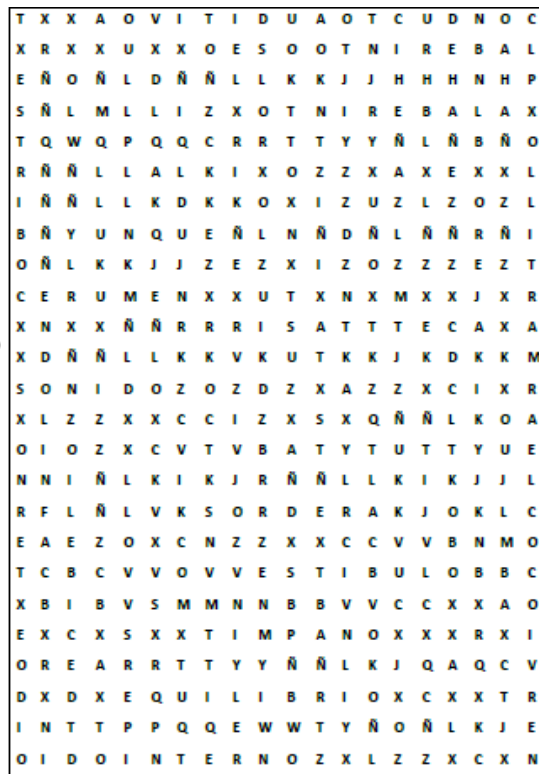 T X X A O V I T I D U A O T C U D N O C
X R X X U X X O E S O O T N I R E B A L
E Ñ O Ñ L D Ñ Ñ L L K K J J H H H N H P
S Ñ L M L L I Z X O T N I R E B A L A X
T Q W Q P Q Q C R R T T Y Y Ñ L Ñ B Ñ O
R Ñ Ñ L L A L K I X O Z Z X A X E X X L
I Ñ Ñ L L K D K K O X I Z U Z L Z O Z L
B Ñ Y U N Q U E Ñ L N Ñ D Ñ L Ñ Ñ R Ñ I
O Ñ L K K J J Z E Z X I Z O Z Z Z E Z T
C E R U M E N X X U T X N X M X X J X R
X N X X Ñ Ñ R R R I S A T T T E C A X A
X D Ñ Ñ L L K K V K U T K K J K D K K M
S O N I D O Z O Z D Z X A Z Z X C I X R
X L Z Z X X C C I Z X S X Q Ñ Ñ L K O A
O I O Z X C V T V B A T Y T U T T Y U E
N N I Ñ L K I K J R Ñ Ñ L L K I K J J L
R F L Ñ L V K S O R D E R A K J O K L C
E A E Z O X C N Z Z X X C C V V B N M O
T C B C V V O V V E S T I B U L O B B C
X B I B V S M M N N B B V V C C X X A O
E X C X S X X T I M P A N O X X X R X I
O R E A R R T T Y Y Ñ Ñ L K J Q A Q C V
D X D X E Q U I L I B R I O X C X X T R
I N T T P P Q Q E W W T Y Ñ O Ñ L K J E
O I D O I N T E R N O Z X L Z Z X C X N